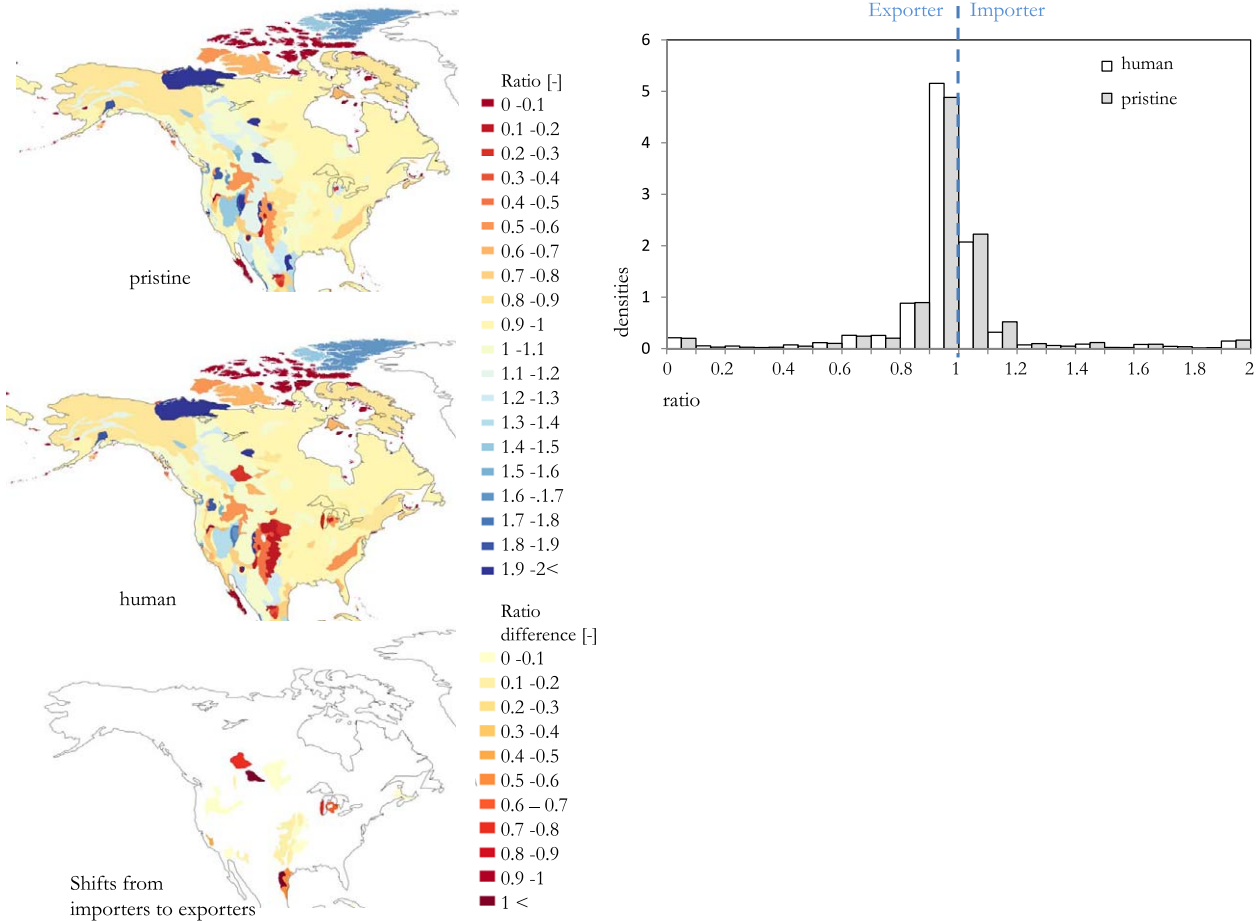 pristine
human
Shifts from
importers to exporters
Ratio [-]
0 -0.1
0.1 -0.2
0.2 -0.3
0.3 -0.4
0.4 -0.5
0.5 -0.6
0.6 -0.7
0.7 -0.8
0.8 -0.9
0.9 -1
1 -1.1
1.1 -1.2
1.2 -1.3
1.3 -1.4
1.4 -1.5
1.5 -1.6
1.6 -.1.7
1.7 -1.8
1.8 -1.9
1.9 -2<
Ratio
difference [-]
0 -0.1
0.1 -0.2
0.2 -0.3
0.3 -0.4
0.4 -0.5
0.5 -0.6
0.6 – 0.7
0.7 -0.8
0.8 -0.9
0.9 -1
1 <
Exporter Importer
human
pristine
densities
6
5
4
3
2
1
0
0 0.2 0.4 0.6 0.8 1 1.2 1.4 1.6 1.8 2
ratio